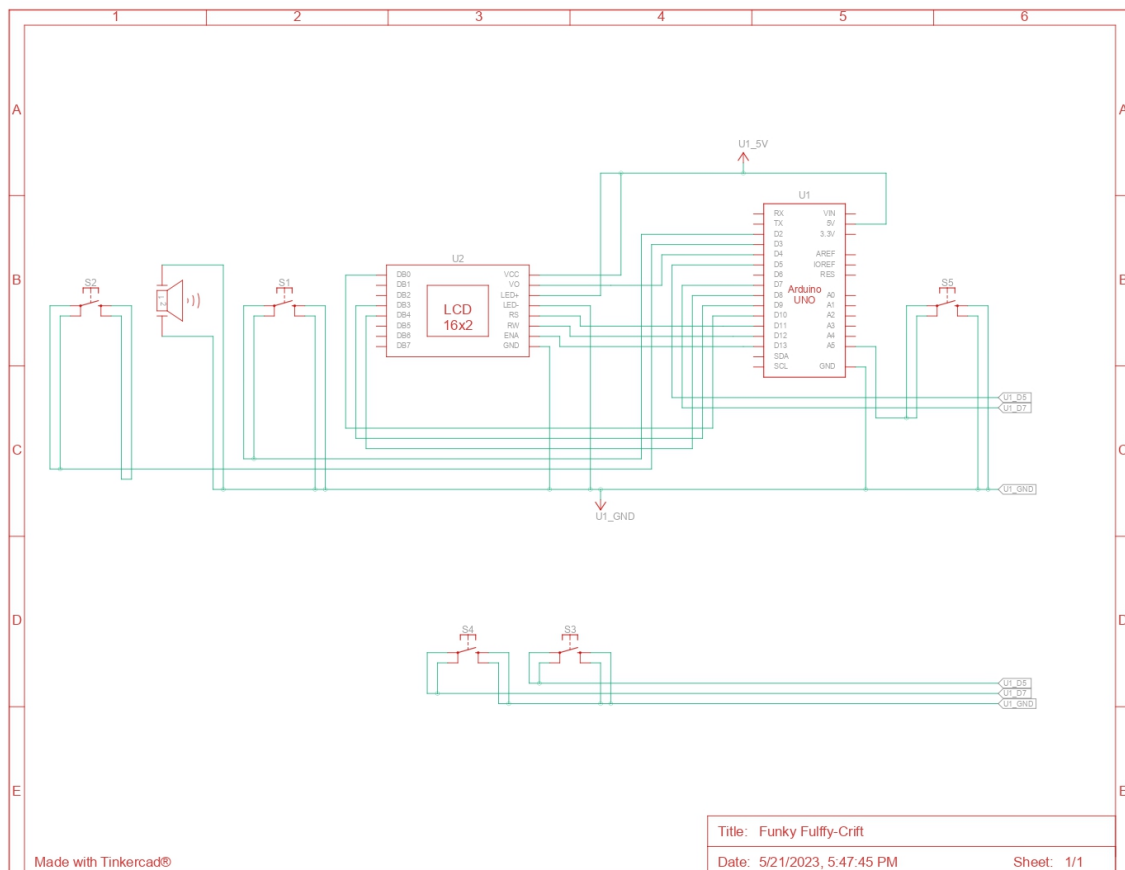 1 2 3 4 5 6
A A
U1_5V
U1
RX VIN
TX 5V
D2 3.3V
D3
D4 AREF
D5 IOREF
D6 RES
D7
D8 A0
D9 A1
D10 A2
D11 A3
D12 A4
D13 A5
SDA
SCL GND
Arduino
UNO
B B
S2
1
2
S1
U2
DB0 VCC
DB1 VO
DB2 LED+
DB3 LED-
DB4 RS
DB5 RW
DB6 ENA
DB7 GND
LCD
16x2
S5
U1_D5
U1_D7
C C
U1_GND
U1_GND
D D
S4 S3
U1_D5
U1_D7
U1_GND
E E
Title: Funky Fulffy-Crift
Made with Tinkercad®
Date: 5/21/2023, 5:47:45 PM Sheet: 1/1